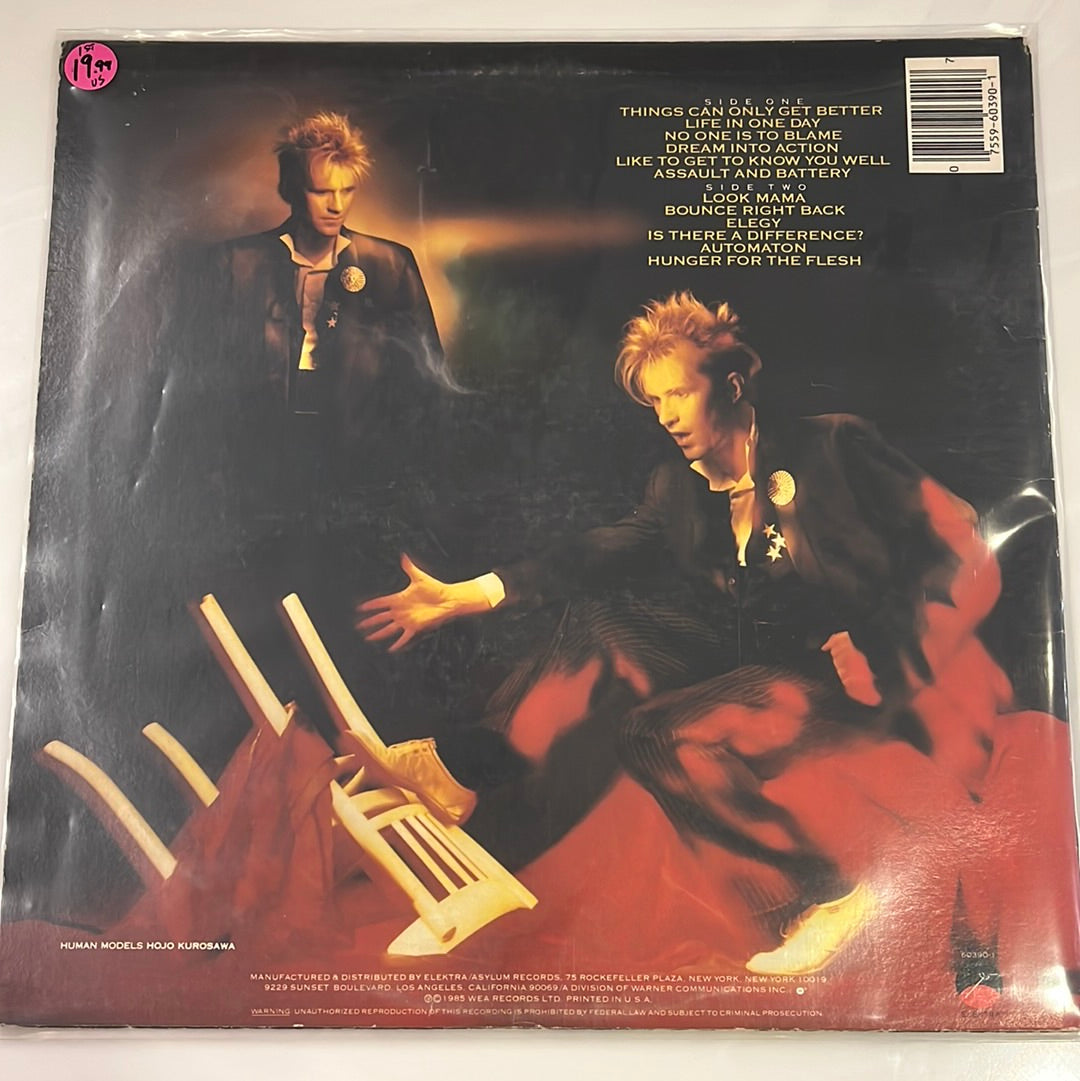 1st
19.99
US
SIDE ONE
THINGS CAN ONLY GET BETTER
LIFE IN ONE DAY
NO ONE IS TO BLAME
DREAM INTO ACTION
LIKE TO GET TO KNOW YOU WELL
ASSAULT AND BATTERY
SIDE TWO
LOOK MAMA
BOUNCE RIGHT BACK
ELEGY
IS THERE A DIFFERENCE?
AUTOMATON
HUNGER FOR THE FLESH
0 7559-60390-1 7
HUMAN MODELS HOJO KUROSAWA
60390-1
MANUFACTURED & DISTRIBUTED BY ELEKTRA/ASYLUM RECORDS, 75 ROCKEFELLER PLAZA, NEW YORK, NEW YORK 10019
9229 SUNSET BOULEVARD, LOS ANGELES, CALIFORNIA 90069/A DIVISION OF WARNER COMMUNICATIONS INC.
©℗1985 WEA RECORDS LTD. PRINTED IN U.S.A.
WARNING: UNAUTHORIZED REPRODUCTION OF THIS RECORDING IS PROHIBITED BY FEDERAL LAW AND SUBJECT TO CRIMINAL PROSECUTION.